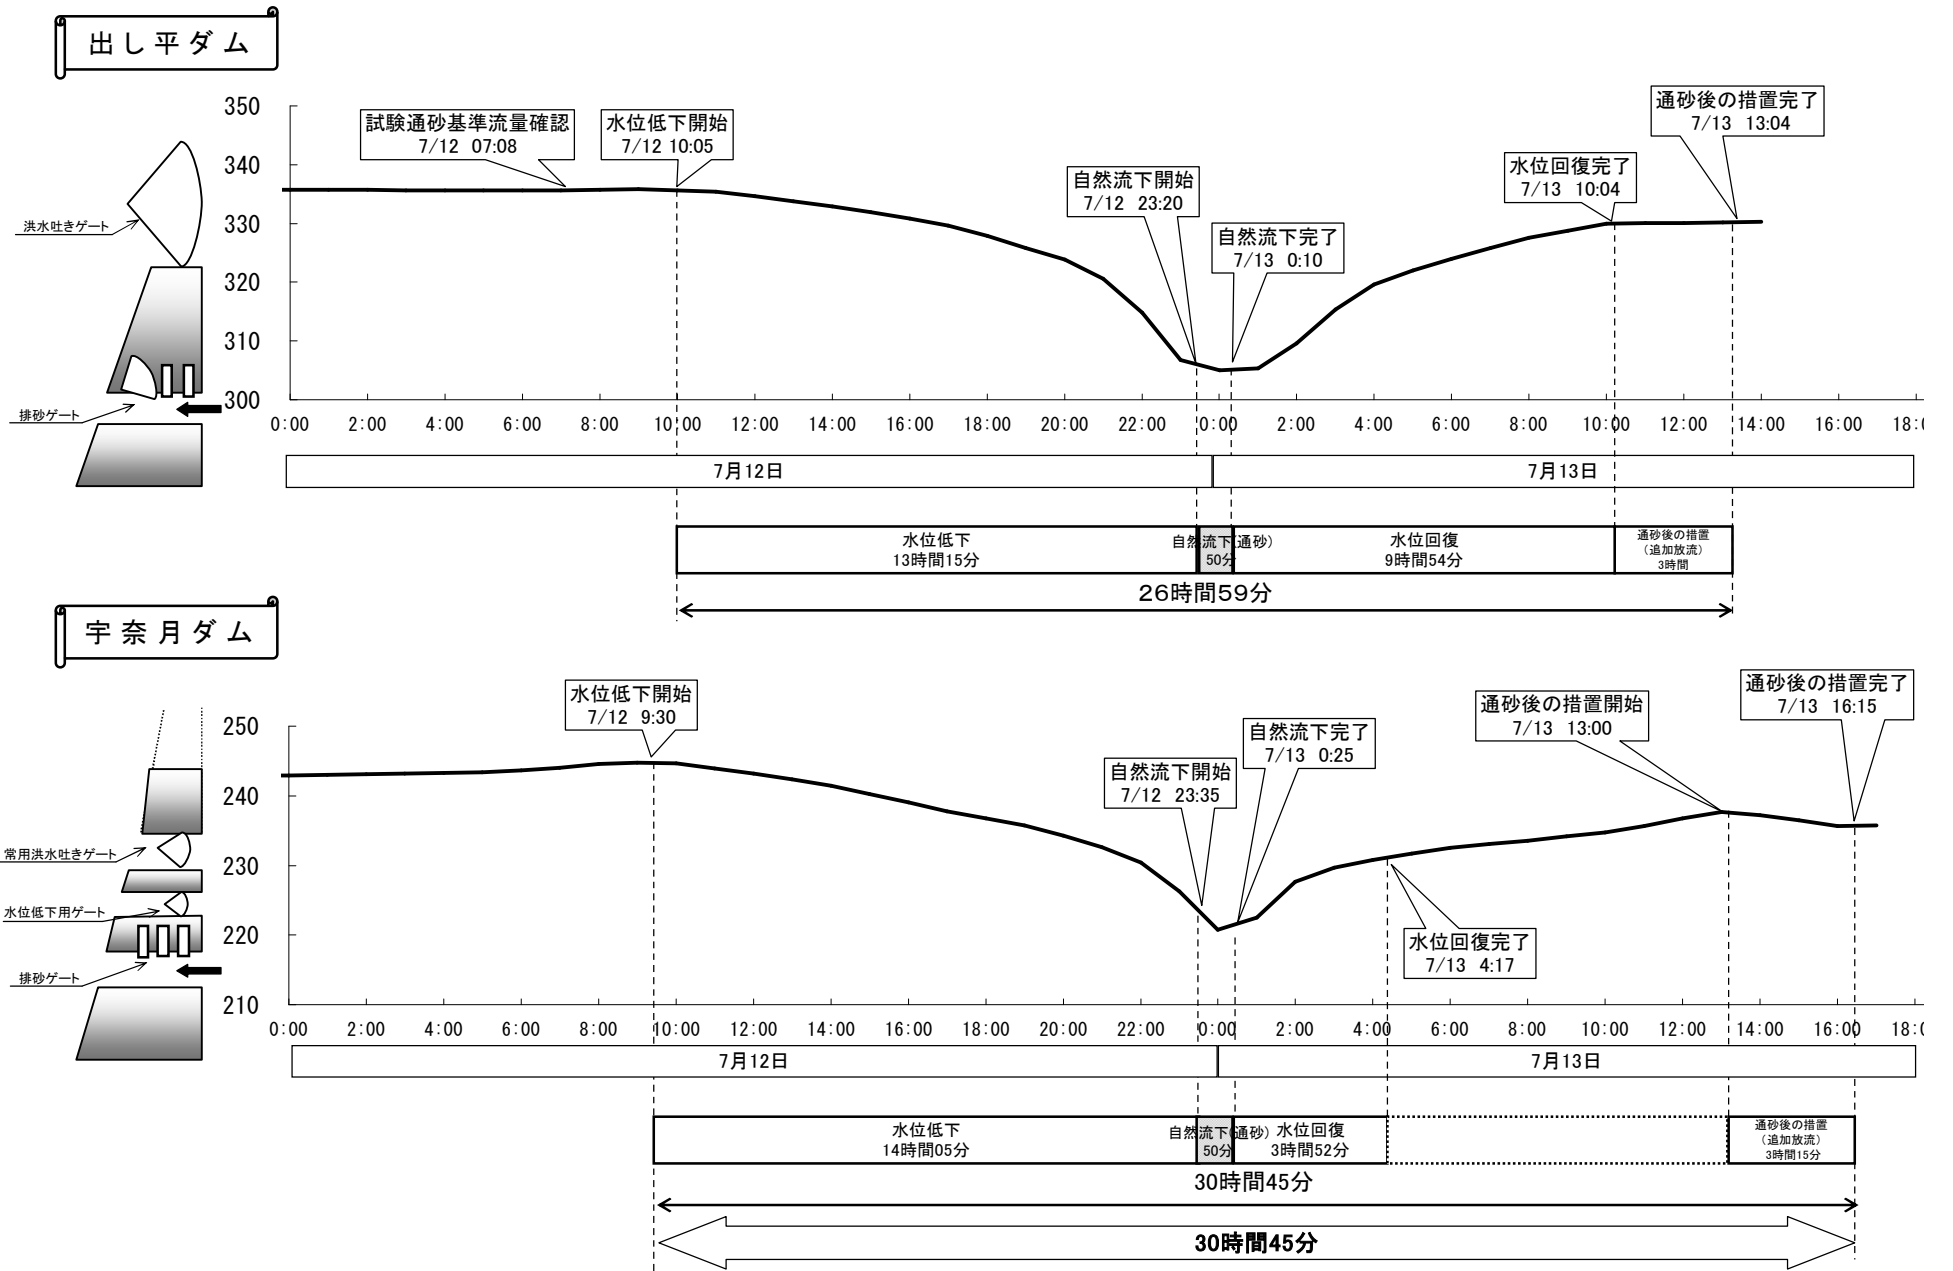 出し平ダム
350
340
330
320
310
300
試験通砂基準流量確認
7/12 07:08
水位低下開始
7/12 10:05
自然流下開始
7/12 23:20
自然流下完了
7/13 0:10
水位回復完了
7/13 10:04
通砂後の措置完了
7/13 13:04
洪水吐きゲート
排砂ゲート
0:00 2:00 4:00 6:00 8:00 10:00 12:00 14:00 16:00 18:00 20:00 22:00 0:00 2:00 4:00 6:00 8:00 10:00 12:00 14:00 16:00 18:0
7月12日 7月13日
水位低下
13時間15分
自然流下(通砂)
50分
水位回復
9時間54分
通砂後の措置
（追加放流）
3時間
26時間59分
宇奈月ダム
250
240
230
220
210
水位低下開始
7/12 9:30
自然流下開始
7/12 23:35
自然流下完了
7/13 0:25
水位回復完了
7/13 4:17
通砂後の措置開始
7/13 13:00
通砂後の措置完了
7/13 16:15
常用洪水吐きゲート
水位低下用ゲート
排砂ゲート
0:00 2:00 4:00 6:00 8:00 10:00 12:00 14:00 16:00 18:00 20:00 22:00 0:00 2:00 4:00 6:00 8:00 10:00 12:00 14:00 16:00 18:0
7月12日 7月13日
水位低下
14時間05分
自然流下(通砂)
50分
水位回復
3時間52分
通砂後の措置
（追加放流）
3時間15分
30時間45分
30時間45分